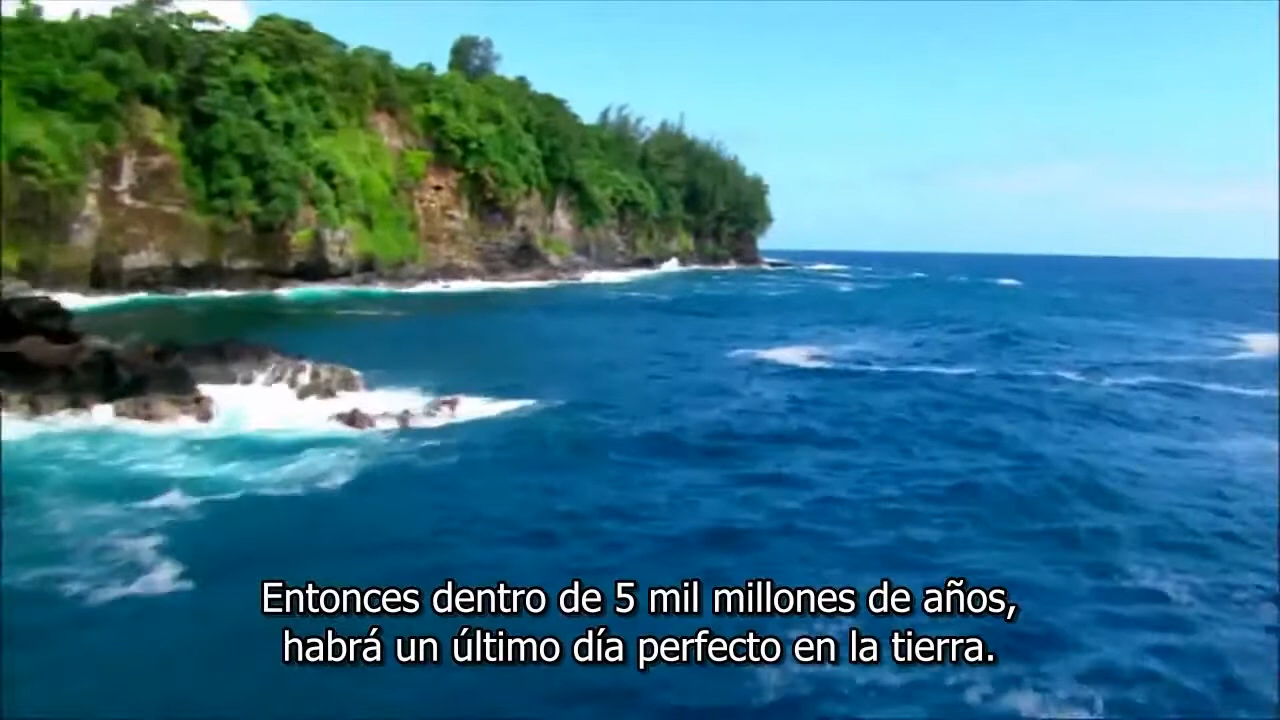 Entonces dentro de 5 mil millones de años,
habrá un último día perfecto en la tierra.